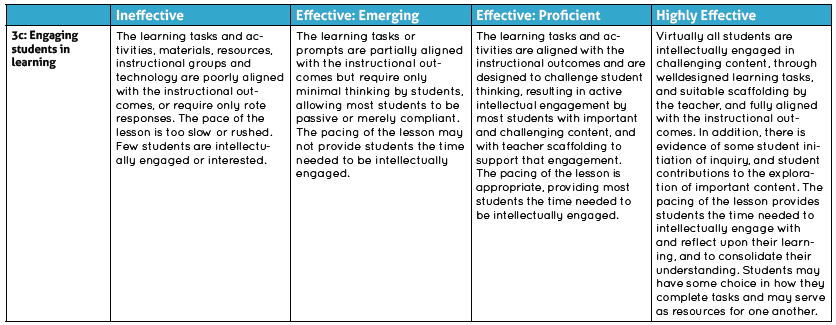 Ineffective
Effective: Emerging
Effective: Proficient
Highly Effective
3c: Engaging
students in
learning
The learning tasks and ac-
tivities, materials, resources,
instructional groups and
technology are poorly aligned
with the instructional out-
comes, or require only rote
responses. The pace of the
lesson is too slow or rushed.
Few students are intellectu-
ally engaged or interested.
The learning tasks or
prompts are partially aligned
with the instructional out-
comes but require only
minimal thinking by students,
allowing most students to be
passive or merely compliant.
The pacing of the lesson may
not provide students the time
needed to be intellectually
engaged.
The learning tasks and ac-
tivities are aligned with the
instructional outcomes and are
designed to challenge student
thinking, resulting in active
intellectual engagement by
most students with important
and challenging content, and
with teacher scaffolding to
support that engagement.
The pacing of the lesson is
appropriate, providing most
students the time needed to
be intellectually engaged.
Virtually all students are
intellectually engaged in
challenging content, through
welldesigned learning tasks,
and suitable scaffolding by
the teacher, and fully aligned
with the instructional out-
comes. In addition, there is
evidence of some student ini-
tiation of inquiry, and student
contributions to the explora-
tion of important content. The
pacing of the lesson provides
students the time needed to
intellectually engage with
and reflect upon their learn-
ing, and to consolidate their
understanding. Students may
have some choice in how they
complete tasks and may serve
as resources for one another.